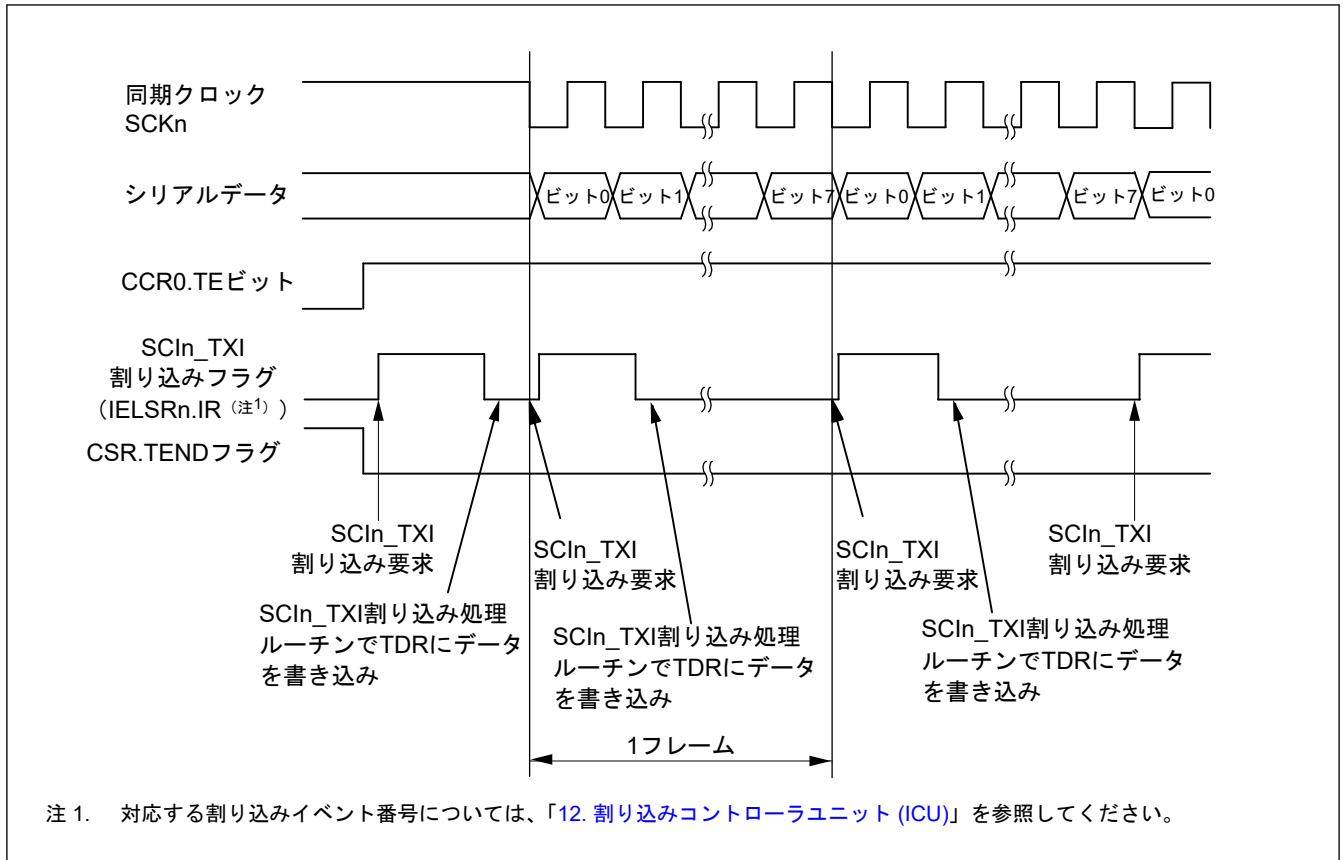 同期クロック
SCKn
シリアルデータ
ビット0
ビット1
ビット7
ビット0
ビット1
ビット7
ビット0
CCR0.TEビット
SCIn_TXI
割り込みフラグ
（IELSRn.IR（注1））
CSR.TENDフラグ
SCIn_TXI
割り込み要求
SCIn_TXI割り込み処理
ルーチンでTDRにデータ
を書き込み
SCIn_TXI
割り込み要求
SCIn_TXI割り込み処理
ルーチンでTDRにデータ
を書き込み
SCIn_TXI
割り込み要求
SCIn_TXI割り込み処理
ルーチンでTDRにデータ
を書き込み
SCIn_TXI
割り込み要求
1フレーム
注 1. 対応する割り込みイベント番号については、「12. 割り込みコントローラユニット (ICU)」を参照してください。